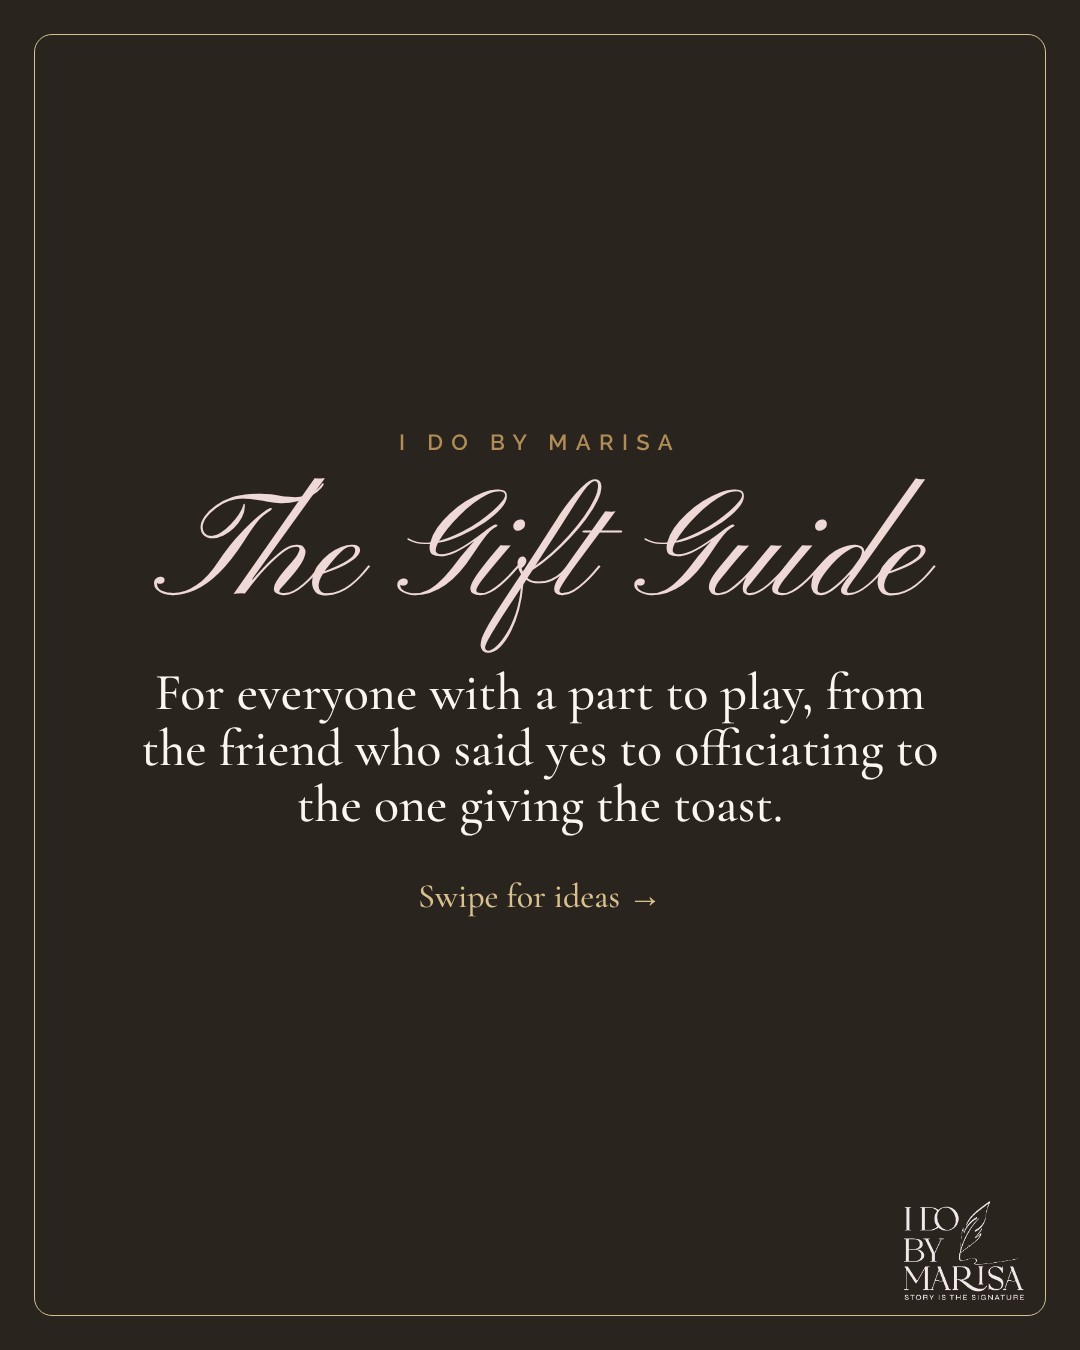 I DO BY MARISA
The Gift Guide
For everyone with a part to play, from
the friend who said yes to officiating to
the one giving the toast.
Swipe for ideas →
I DO
BY
MARISA
STORY IS THE SIGNATURE